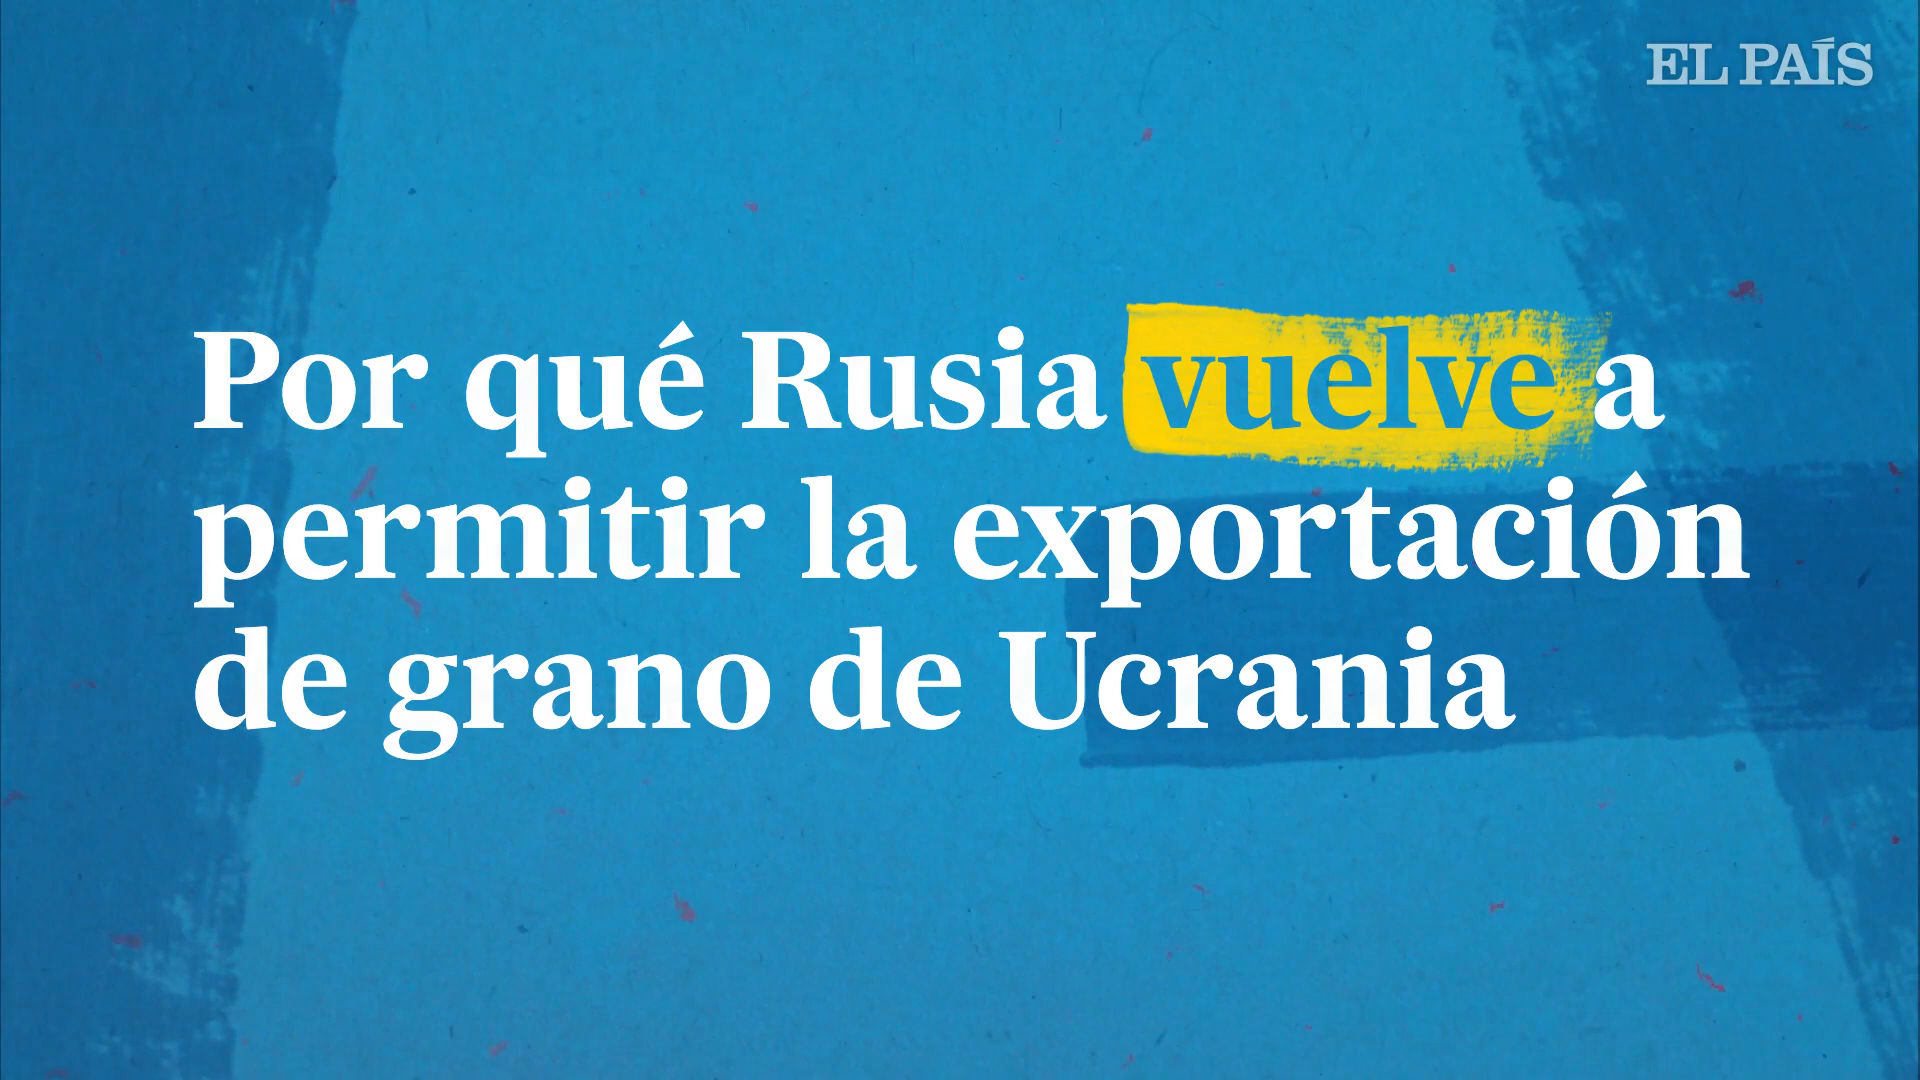 EL PAÍS
Por qué Rusia vuelve a
permitir la exportación
de grano de Ucrania